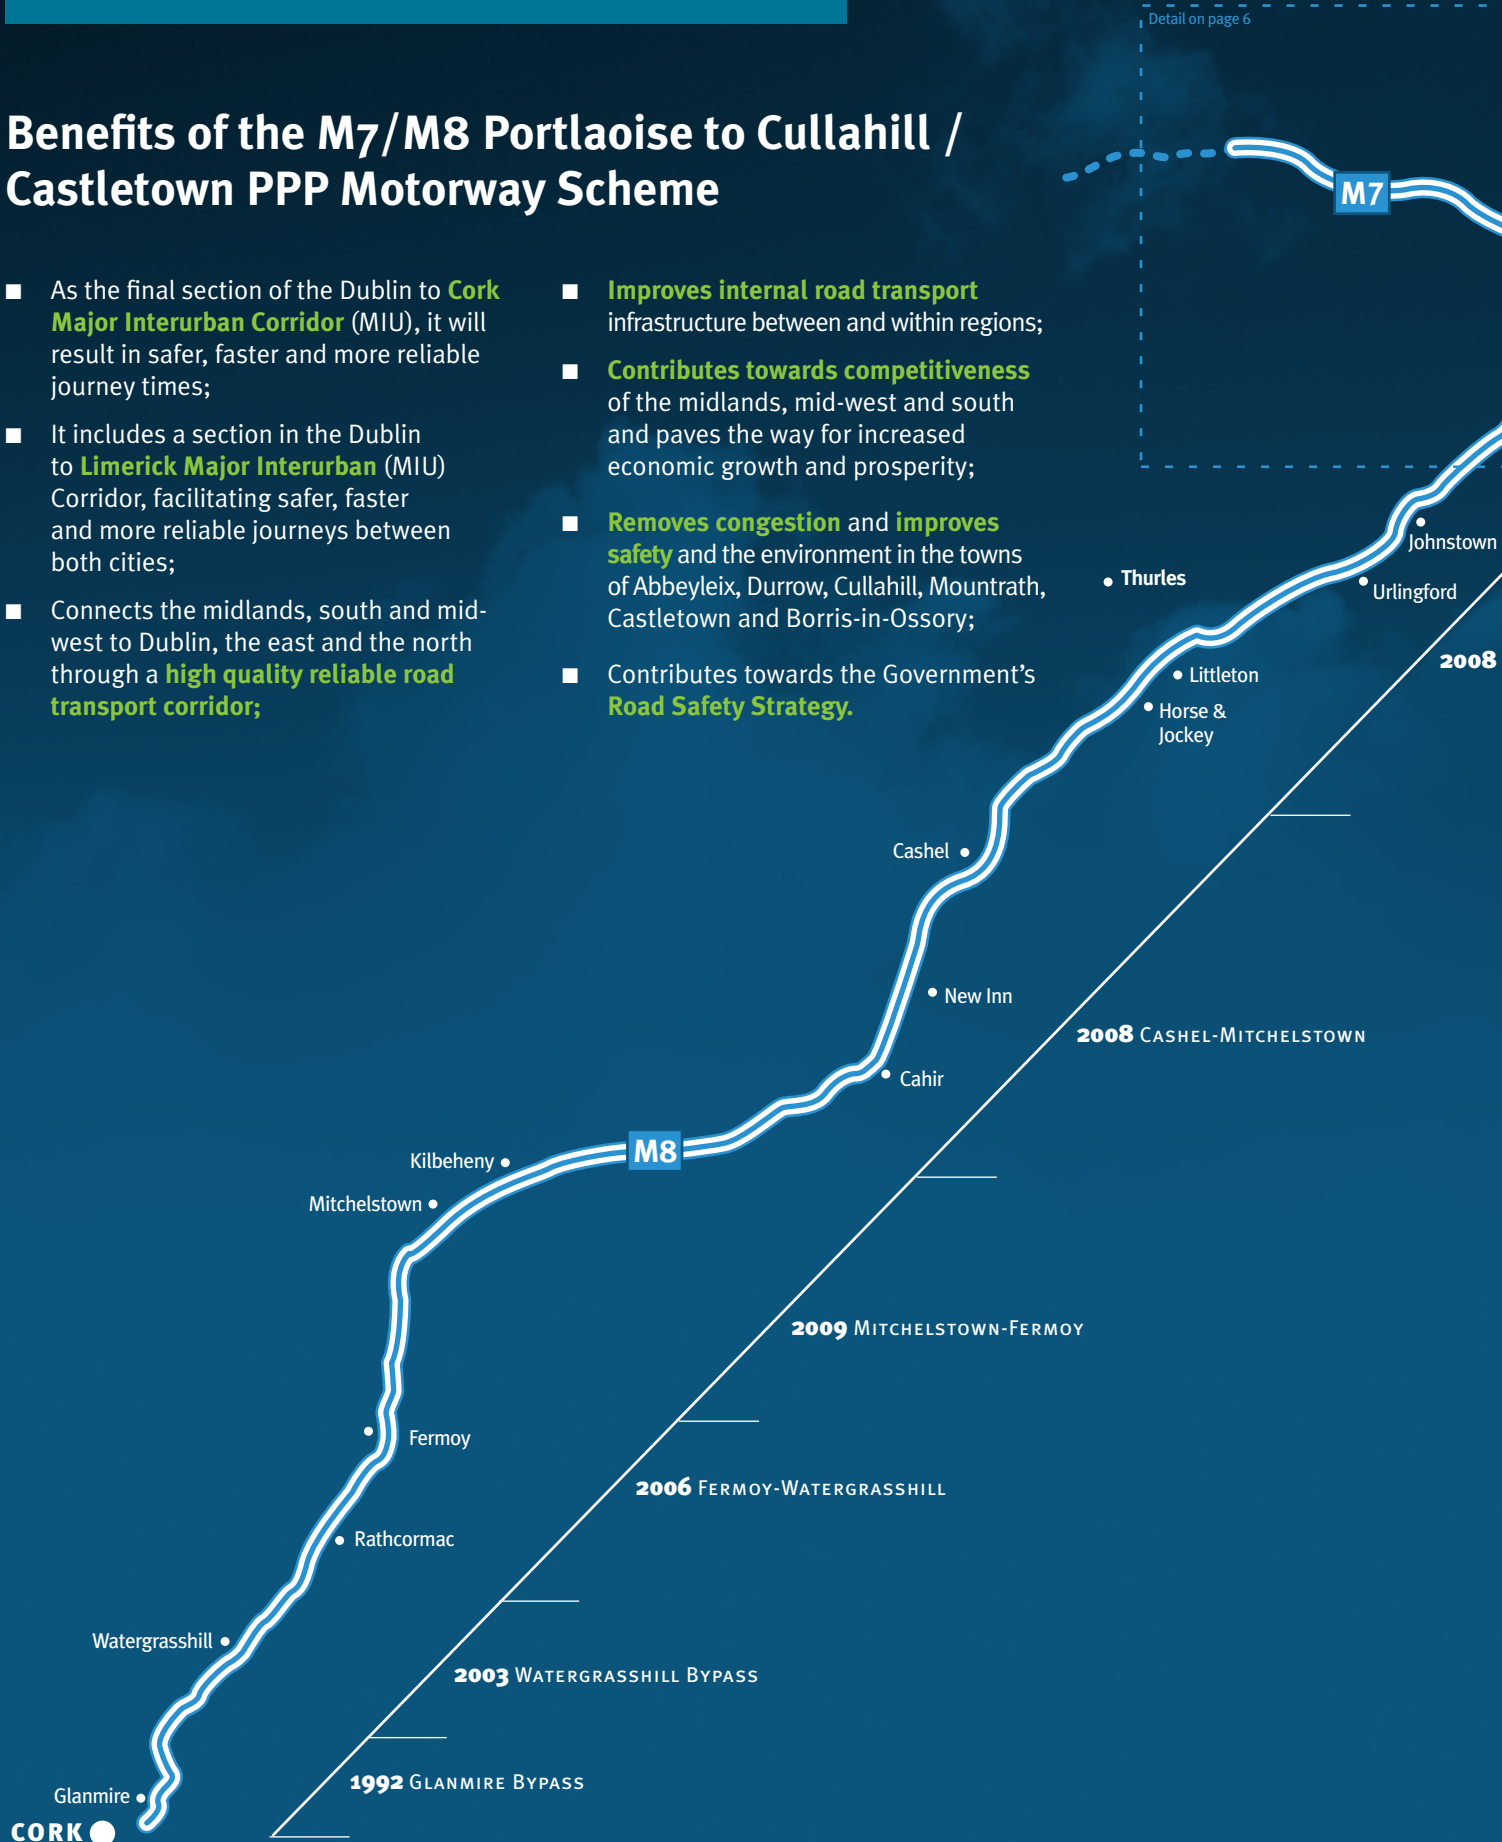 Detail on page 6
Benefits of the M7/M8 Portlaoise to Cullahill /
Castletown PPP Motorway Scheme
■ As the final section of the Dublin to Cork
Major Interurban Corridor (MIU), it will
result in safer, faster and more reliable
journey times;
■ It includes a section in the Dublin
to Limerick Major Interurban (MIU)
Corridor, facilitating safer, faster
and more reliable journeys between
both cities;
■ Connects the midlands, south and mid-
west to Dublin, the east and the north
through a high quality reliable road
transport corridor;
■ Improves internal road transport
infrastructure between and within regions;
■ Contributes towards competitiveness
of the midlands, mid-west and south
and paves the way for increased
economic growth and prosperity;
■ Removes congestion and improves
safety and the environment in the towns
of Abbeyleix, Durrow, Cullahill, Mountrath,
Castletown and Borris-in-Ossory;
■ Contributes towards the Government’s
Road Safety Strategy.
M7
Johnstown
Thurles
Urlingford
2008
Littleton
Horse &
Jockey
Cashel
New Inn
2008 Cashel-Mitchelstown
Cahir
M8
Kilbeheny
Mitchelstown
2009 Mitchelstown-Fermoy
Fermoy
2006 Fermoy-Watergrasshill
Rathcormac
Watergrasshill
2003 Watergrasshill Bypass
1992 Glanmire Bypass
Glanmire
CORK